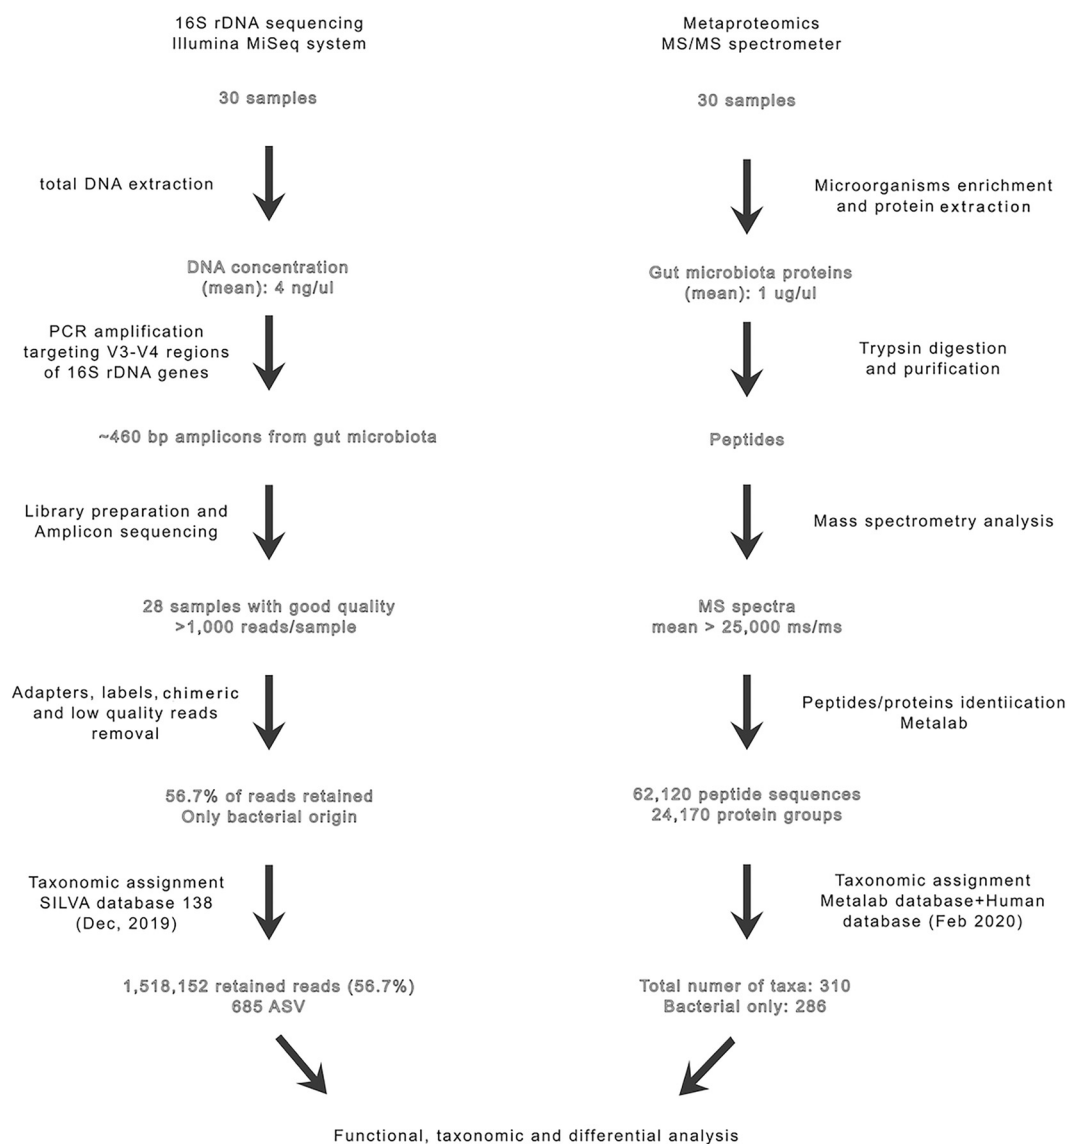 16S rDNA sequencing
Illumina MiSeq system
30 samples
total DNA extraction
DNA concentration
(mean): 4 ng/ul
PCR amplification
targeting V3-V4 regions
of 16S rDNA genes
~460 bp amplicons from gut microbiota
Library preparation and
Amplicon sequencing
28 samples with good quality
>1,000 reads/sample
Adapters, labels, chimeric
and low quality reads
removal
56.7% of reads retained
Only bacterial origin
Taxonomic assignment
SILVA database 138
(Dec, 2019)
1,518,152 retained reads (56.7%)
685 ASV
Metaproteomics
MS/MS spectrometer
30 samples
Microorganisms enrichment
and protein extraction
Gut microbiota proteins
(mean): 1 ug/ul
Trypsin digestion
and purification
Peptides
Mass spectrometry analysis
MS spectra
mean > 25,000 ms/ms
Peptides/proteins identiication
Metalab
62,120 peptide sequences
24,170 protein groups
Taxonomic assignment
Metalab database+Human
database (Feb 2020)
Total numer of taxa: 310
Bacterial only: 286
Functional, taxonomic and differential analysis